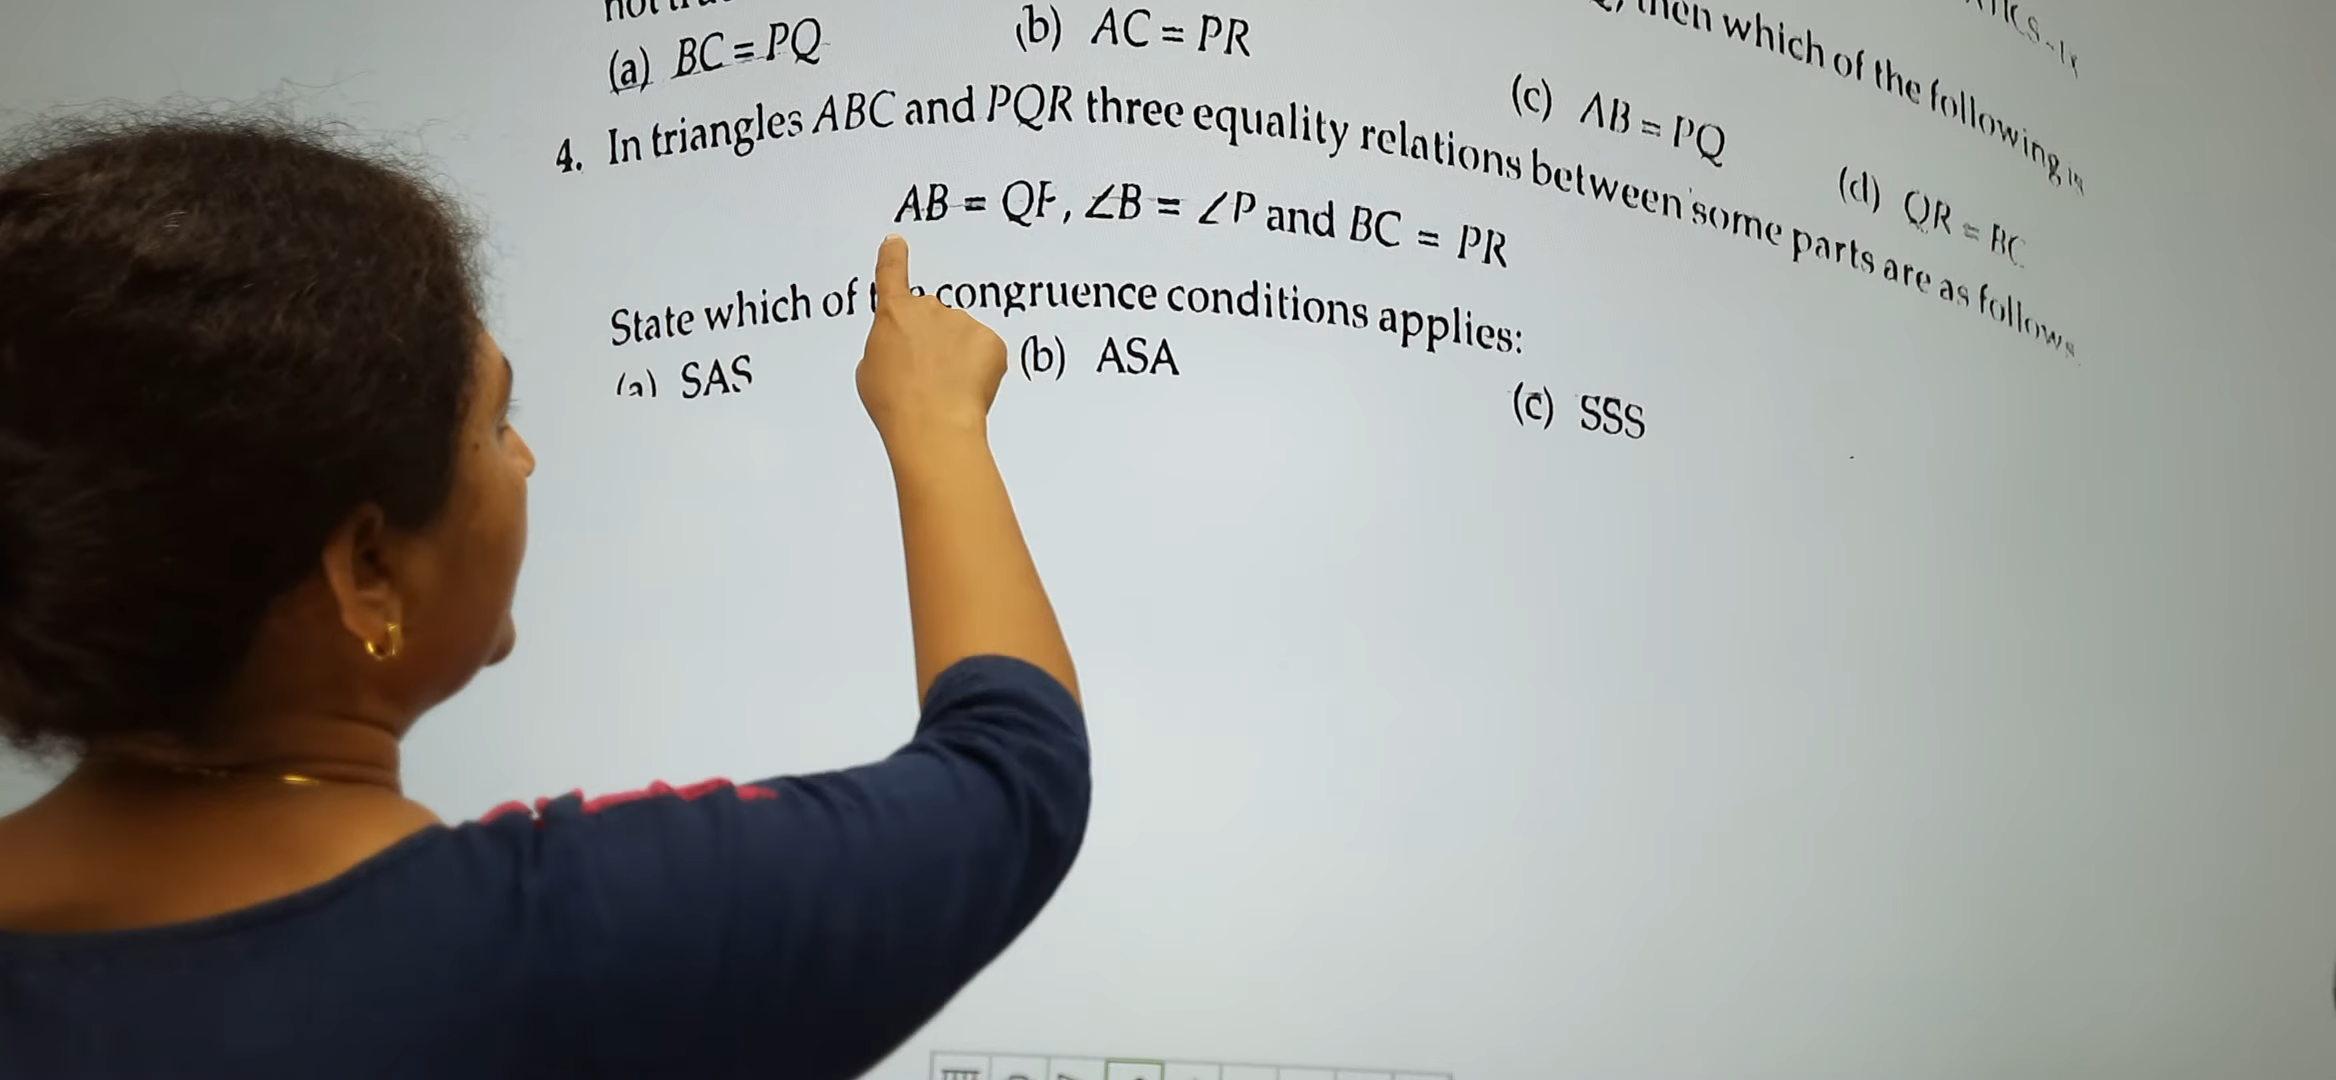 then which of the following is
(a) BC = PQ (b) AC = PR (c) AB = PQ (d) QR = BC
4. In triangles ABC and PQR three equality relations between some parts are as follows
AB = QP, ∠B = ∠P and BC = PR
State which of congruence conditions applies:
(a) SAS (b) ASA (c) SSS